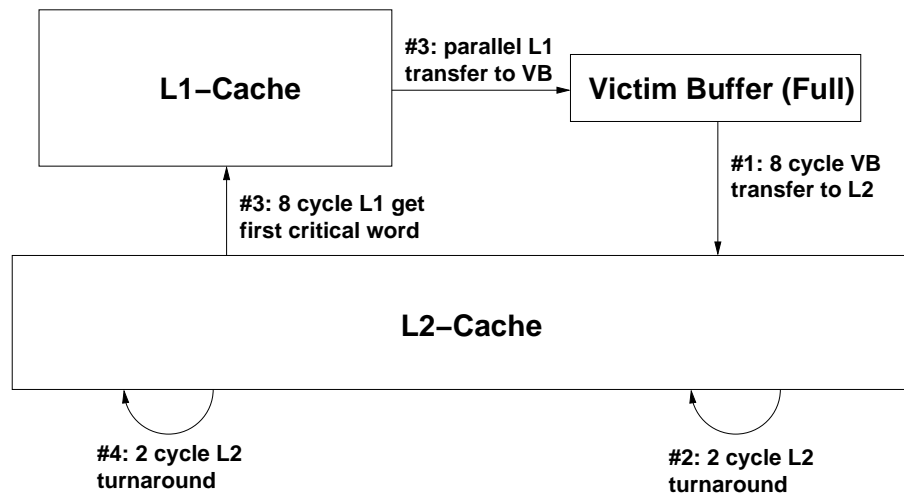 #3: parallel L1
transfer to VB
L1–Cache
Victim Buffer (Full)
#1: 8 cycle VB
transfer to L2
#3: 8 cycle L1 get
first critical word
L2–Cache
#4: 2 cycle L2
turnaround
#2: 2 cycle L2
turnaround